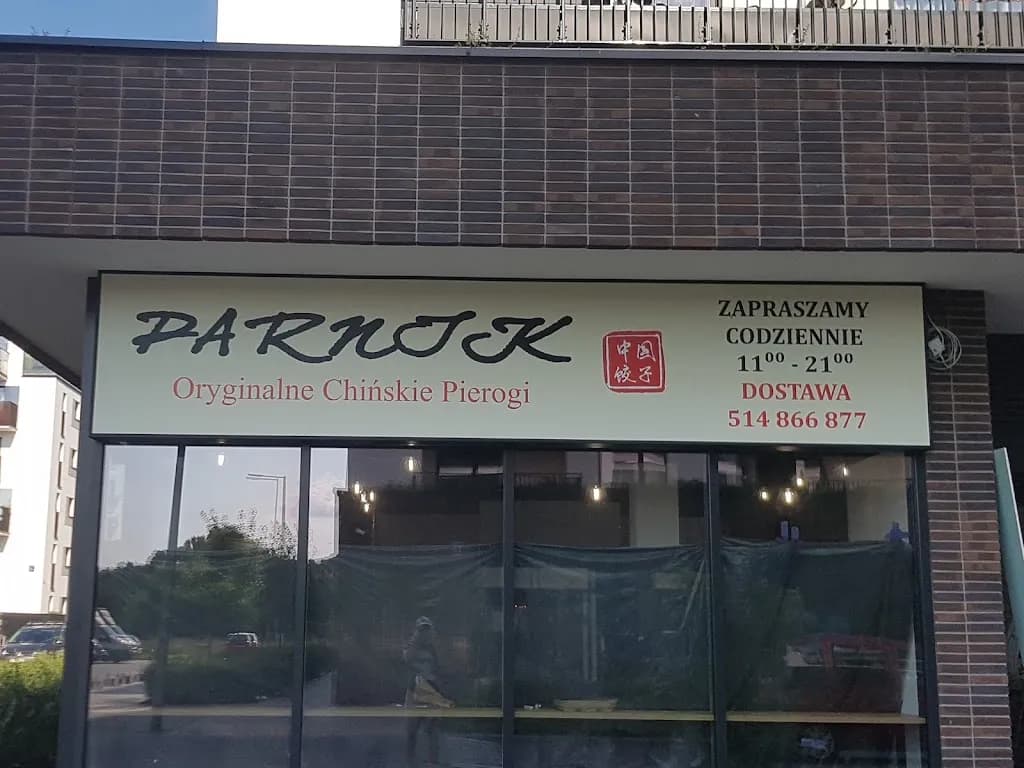 PARNIK
Oryginalne Chińskie Pierogi
中国
饺子
ZAPRASZAMY
CODZIENNIE
11⁰⁰ - 21⁰⁰
DOSTAWA
514 866 877